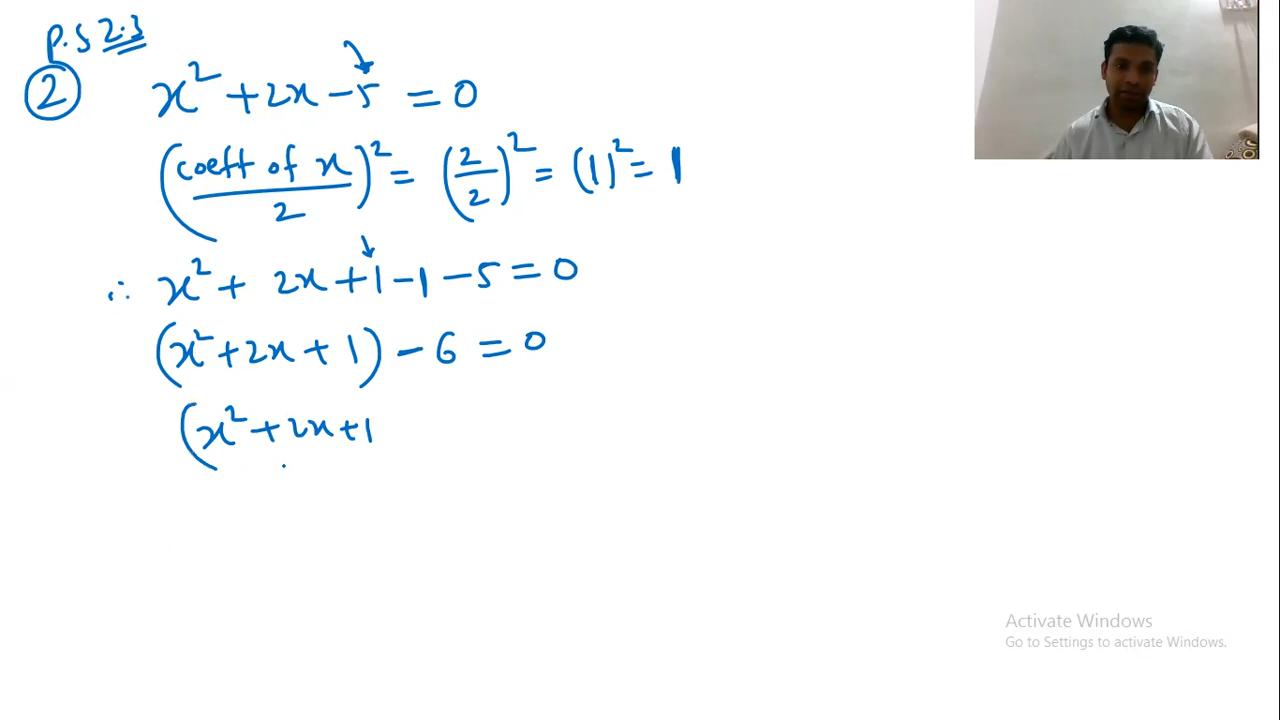 P.S 2.3
② x² + 2x - 5 = 0
(coefft of x / 2)² = (2/2)² = (1)² = 1
∴ x² + 2x + 1 - 1 - 5 = 0
(x² + 2x + 1) - 6 = 0
(x² + 2x + 1
Activate Windows
Go to Settings to activate Windows.